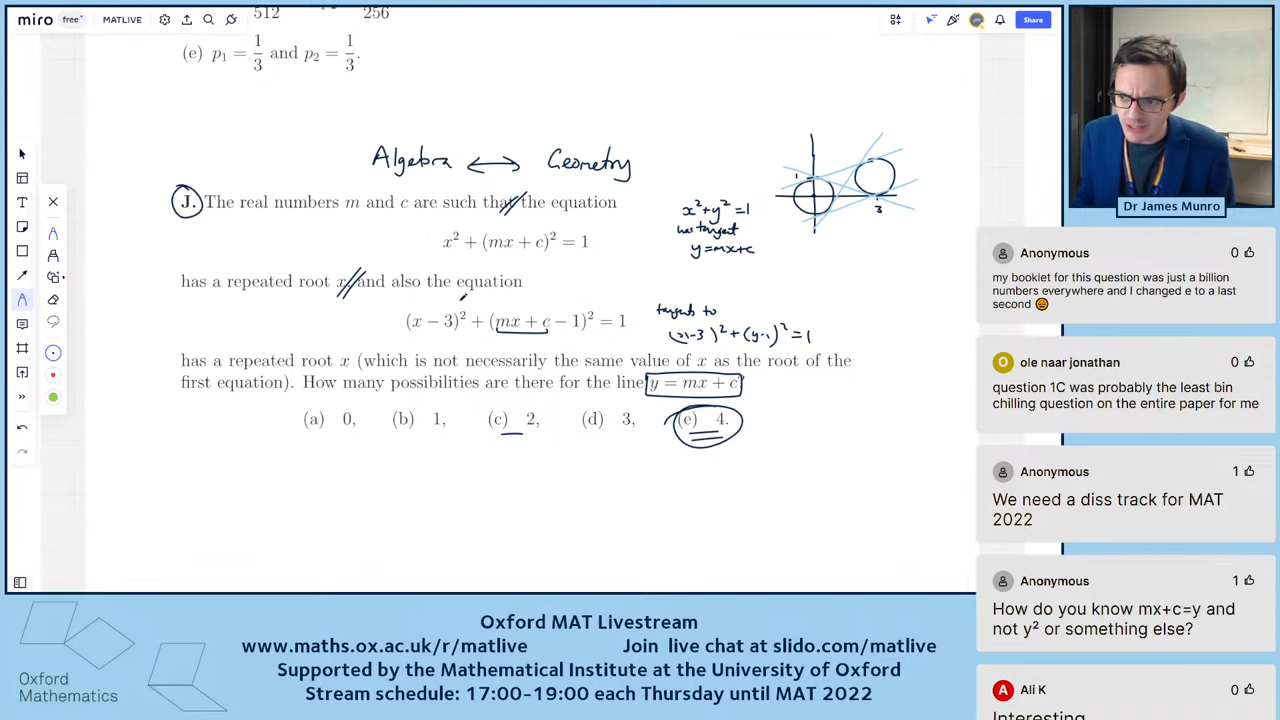 miro free MATLIVE Share
512 256
(e) p₁ = 1/3 and p₂ = 1/3.
Algebra ⟷ Geometry
J. The real numbers m and c are such that the equation
x² + (mx + c)² = 1
has a repeated root x and also the equation
(x − 3)² + (mx + c − 1)² = 1
has a repeated root x (which is not necessarily the same value of x as the root of the
first equation). How many possibilities are there for the line y = mx + c?
(a) 0, (b) 1, (c) 2, (d) 3, (e) 4.
x²+y²=1
has tangent
y=mx+c
1
3
tangent to
(x-3)²+(y-1)²=1
Dr James Munro
Anonymous 0
my booklet for this question was just a billion
numbers everywhere and I changed e to a last
second
O ole naar jonathan 0
question 1C was probably the least bin
chilling question on the entire paper for me
Anonymous 1
We need a diss track for MAT
2022
Anonymous 1
How do you know mx+c=y and
not y² or something else?
A Ali K 0
Interesting
Oxford
Mathematics
Oxford MAT Livestream
www.maths.ox.ac.uk/r/matlive Join live chat at slido.com/matlive
Supported by the Mathematical Institute at the University of Oxford
Stream schedule: 17:00-19:00 each Thursday until MAT 2022